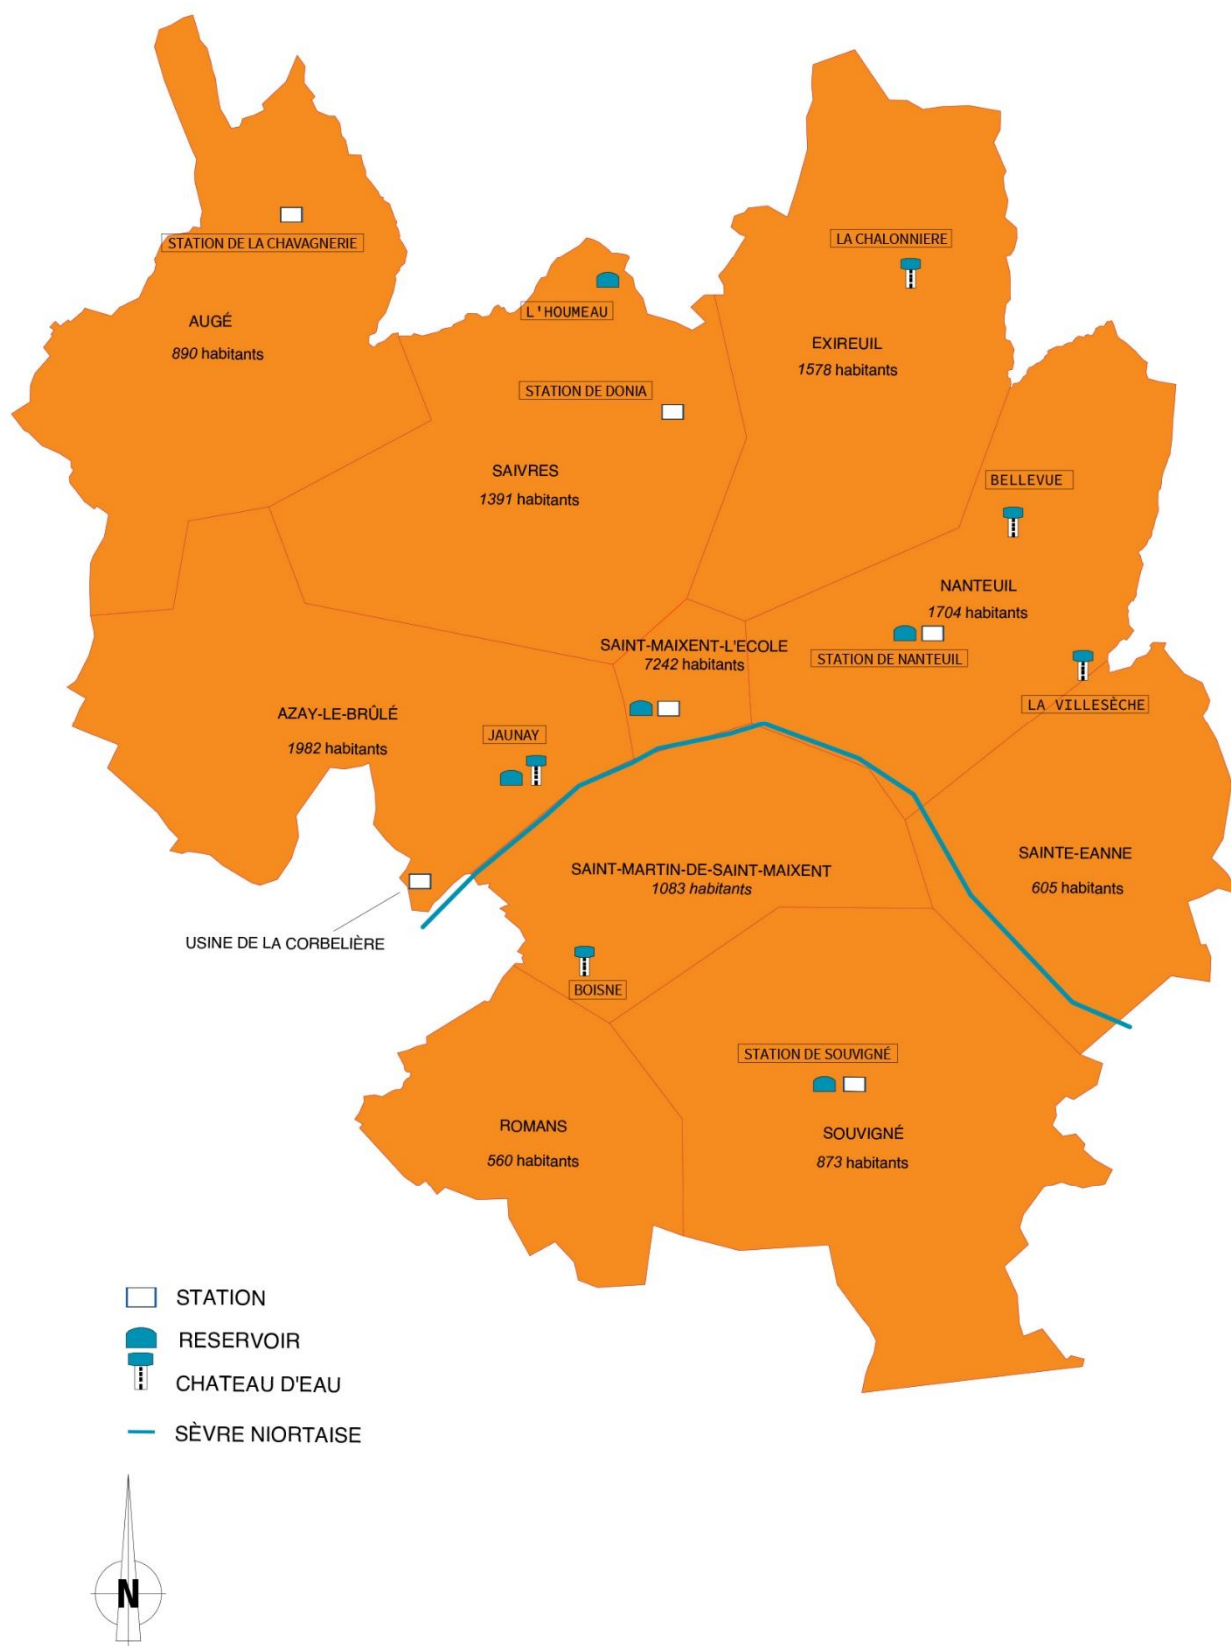 LA CHALONNIERE
STATION DE LA CHAVAGNERIE
L'HOUMEAU
AUGÉ
890 habitants
EXIREUIL
1578 habitants
STATION DE DONIA
SAIVRES
1391 habitants
BELLEVUE
NANTEUIL
1704 habitants
SAINT-MAIXENT-L'ECOLE
7242 habitants
STATION DE NANTEUIL
LA VILLESÈCHE
AZAY-LE-BRÛLÉ
1982 habitants
JAUNAY
SAINTE-EANNE
605 habitants
SAINT-MARTIN-DE-SAINT-MAIXENT
1083 habitants
USINE DE LA CORBELIÈRE
BOISNE
STATION DE SOUVIGNÉ
ROMANS
560 habitants
SOUVIGNÉ
873 habitants
STATION
RESERVOIR
CHATEAU D'EAU
SÈVRE NIORTAISE
N